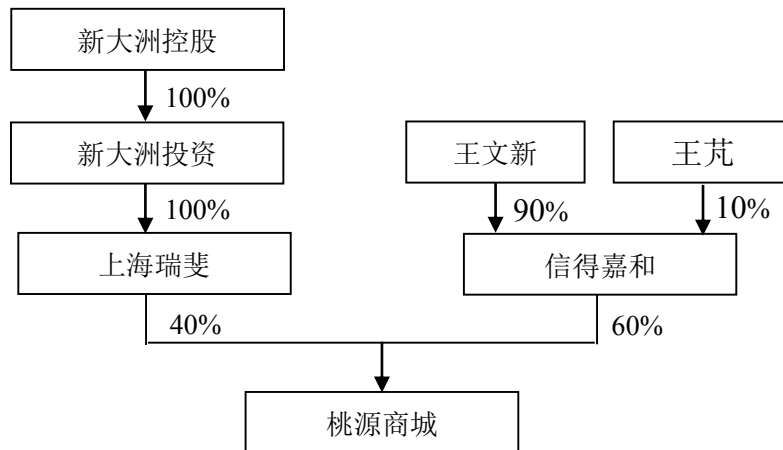 新大洲控股
100%
新大洲投资
王文新
王芃
100%
90%
10%
上海瑞斐
信得嘉和
40%
60%
桃源商城